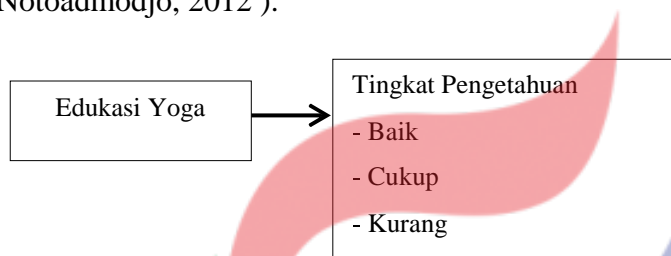 Notoadmodjo, 2012 ).
Edukasi Yoga
Tingkat Pengetahuan
- Baik
- Cukup
- Kurang